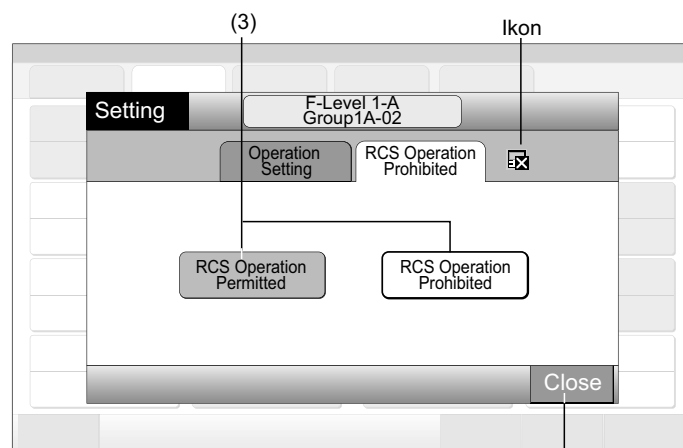 (3)
Ikon
Setting
F-Level 1-A
Group1A-02
Operation
Setting
RCS Operation
Prohibited
RCS Operation
Permitted
RCS Operation
Prohibited
Close